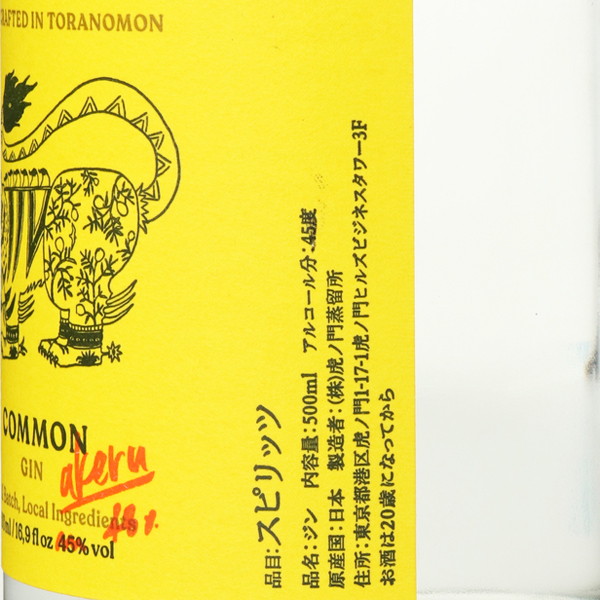 CRAFTED IN TORANOMON
COMMON
GIN
akeru
Batch, Local Ingredients
48%
ml / 16,9 fl oz 45% vol
品目：スピリッツ
品名：ジン 内容量：500ml アルコール分：45度
原産国：日本 製造者：(株)虎ノ門蒸留所
住所：東京都港区虎ノ門1-17-1虎ノ門ヒルズビジネスタワー3F
お酒は20歳になってから